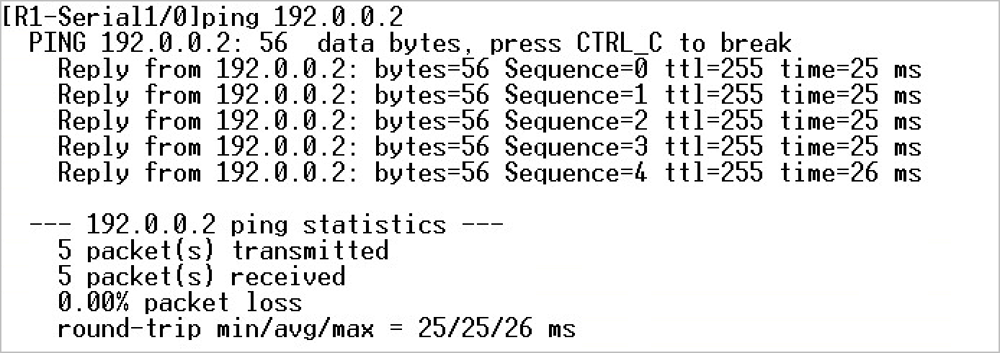 [R1-Serial1/0]ping 192.0.0.2
  PING 192.0.0.2: 56  data bytes, press CTRL_C to break
    Reply from 192.0.0.2: bytes=56 Sequence=0 ttl=255 time=25 ms
    Reply from 192.0.0.2: bytes=56 Sequence=1 ttl=255 time=25 ms
    Reply from 192.0.0.2: bytes=56 Sequence=2 ttl=255 time=25 ms
    Reply from 192.0.0.2: bytes=56 Sequence=3 ttl=255 time=25 ms
    Reply from 192.0.0.2: bytes=56 Sequence=4 ttl=255 time=26 ms
  --- 192.0.0.2 ping statistics ---
    5 packet(s) transmitted
    5 packet(s) received
    0.00% packet loss
    round-trip min/avg/max = 25/25/26 ms